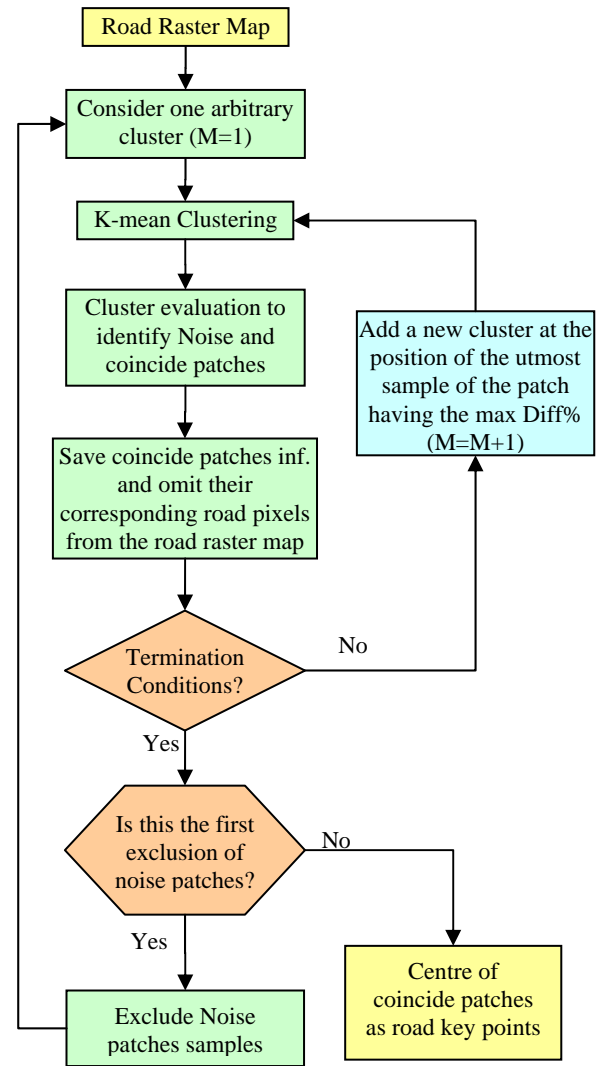 Road Raster Map
Consider one arbitrary
cluster (M=1)
K-mean Clustering
Cluster evaluation to
identify Noise and
coincide patches
Add a new cluster at the
position of the utmost
sample of the patch
having the max Diff%
(M=M+1)
Save coincide patches inf.
and omit their
corresponding road pixels
from the road raster map
Termination
Conditions?
No
Yes
Is this the first
exclusion of
noise patches?
No
Yes
Exclude Noise
patches samples
Centre of
coincide patches
as road key points